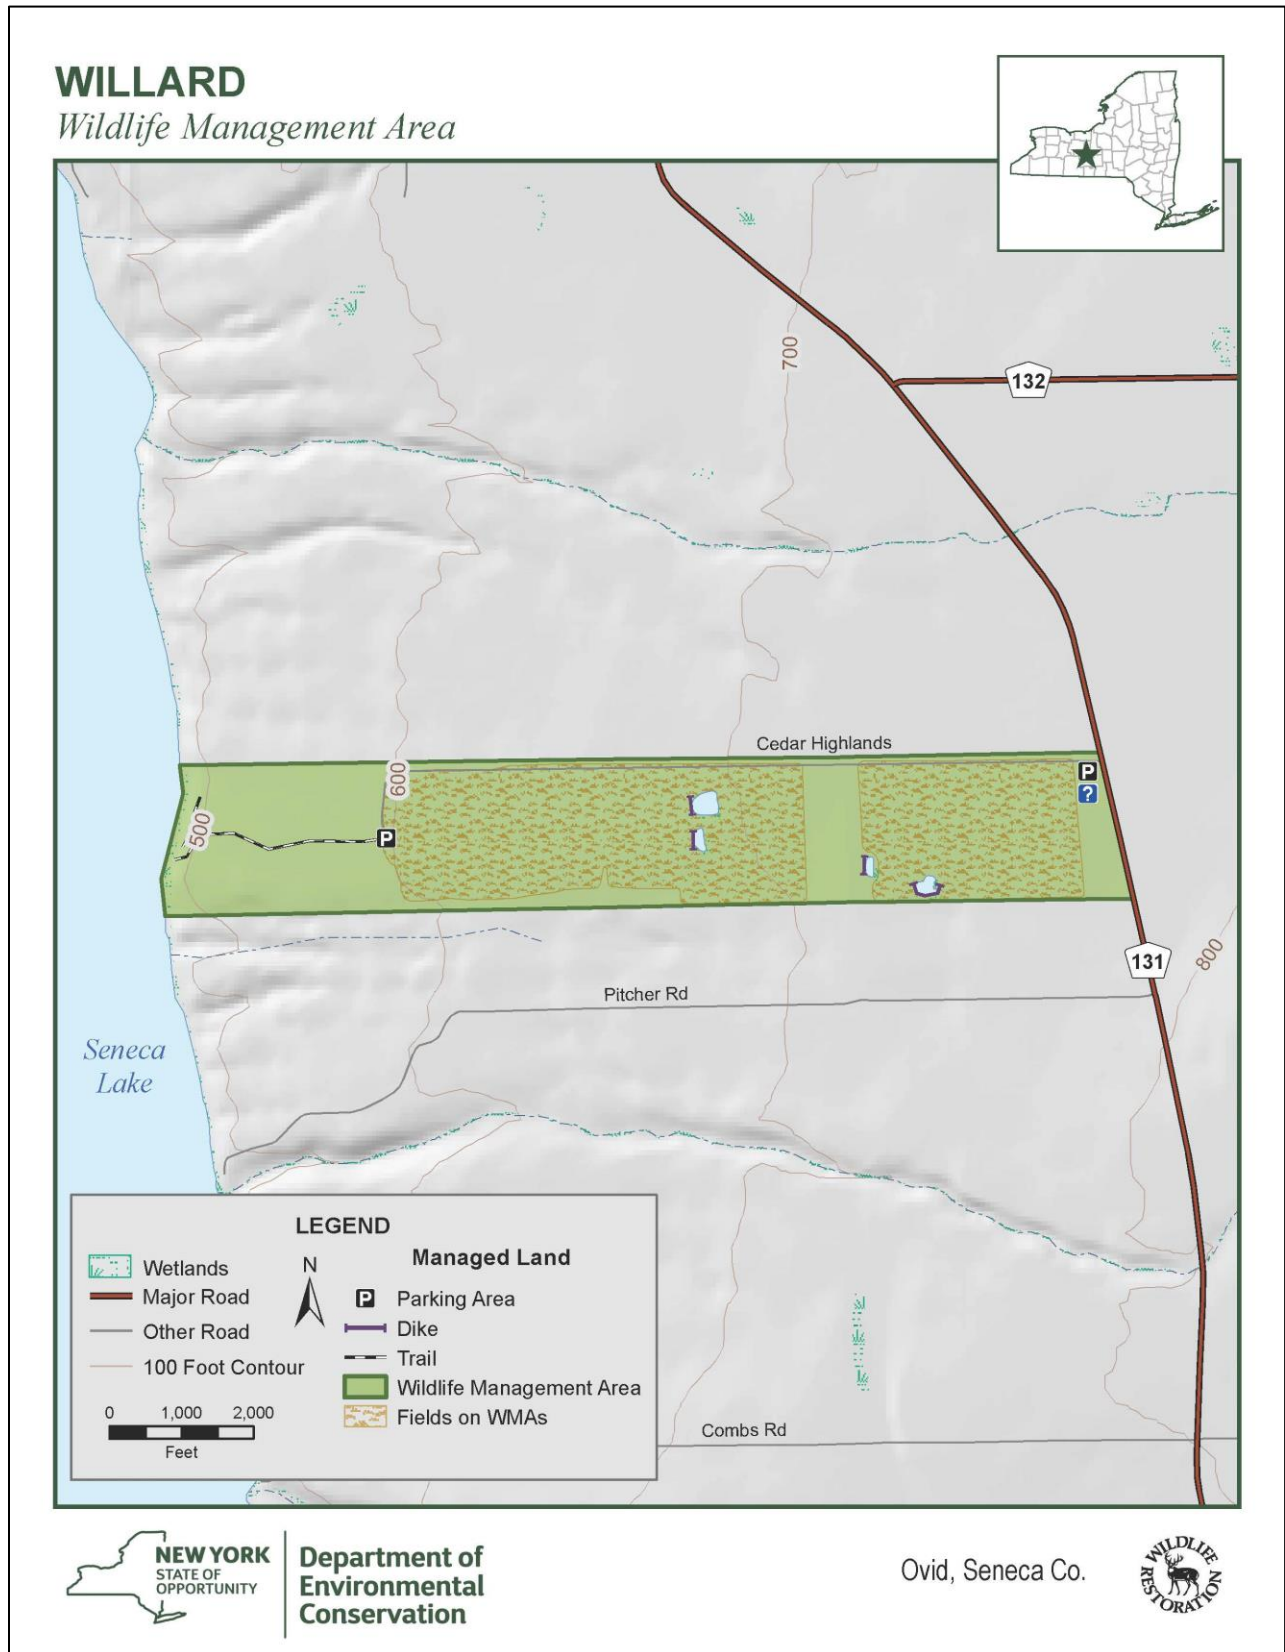 WILLARD
Wildlife Management Area
700
132
Cedar Highlands
600
P
?
500
P
131
800
Pitcher Rd
Seneca
Lake
LEGEND
Wetlands
Major Road
Other Road
100 Foot Contour
0 1,000 2,000
Feet
N
Managed Land
P Parking Area
Dike
Trail
Wildlife Management Area
Fields on WMAs
Combs Rd
NEW YORK
STATE OF
OPPORTUNITY
Department of
Environmental
Conservation
Ovid, Seneca Co.
WILDLIFE
RESTORATION